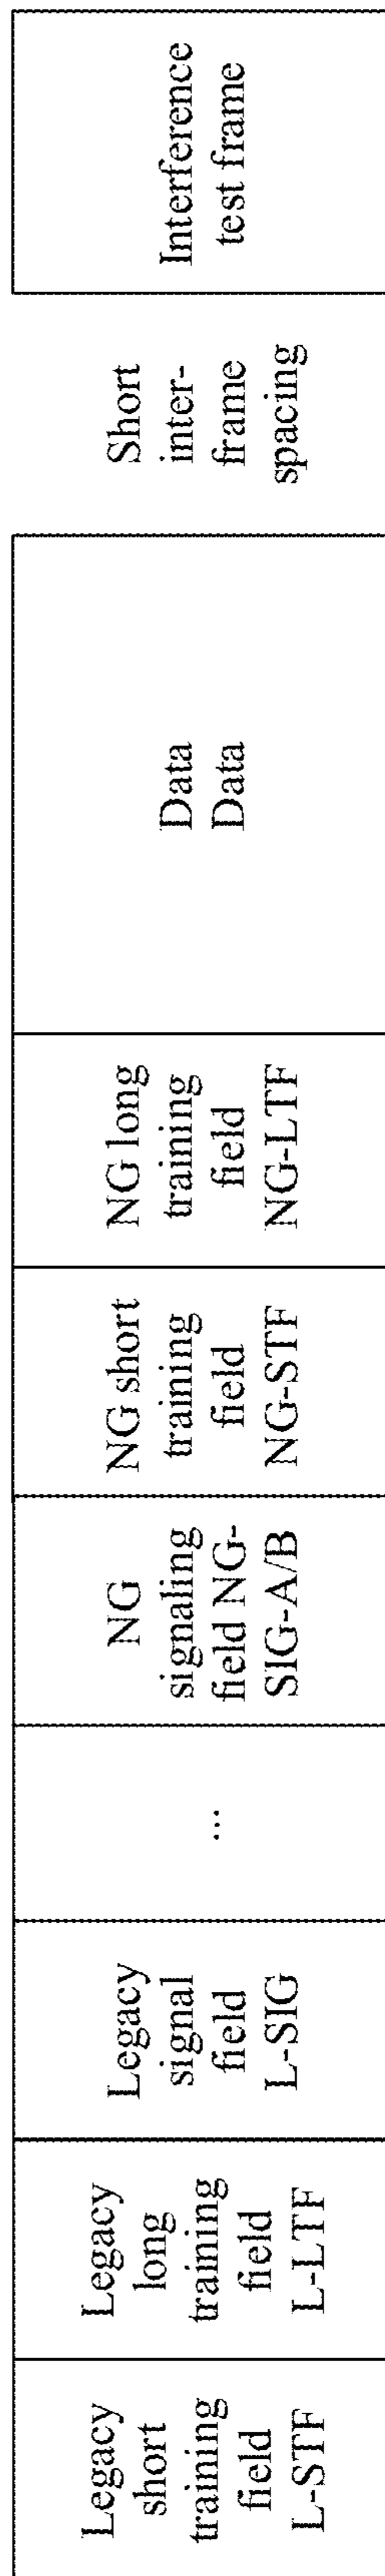 Legacy
short
training
field
L-STF
Legacy
long
training
field
L-LTF
Legacy
signal
field
L-SIG
...
NG
signaling
field NG-
SIG-A/B
NG short
training
field
NG-STF
NG long
training
field
NG-LTF
Data
Data
Short
inter-
frame
spacing
Interference
test frame